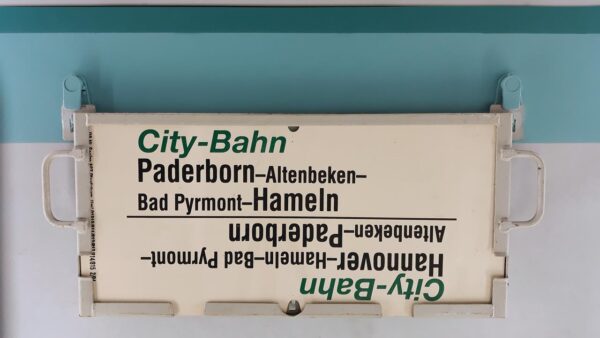 City-Bahn
Paderborn–Altenbeken–
Bad Pyrmont–Hameln
City-Bahn
Hannover–Hameln–Bad Pyrmont–
Altenbeken–Paderborn